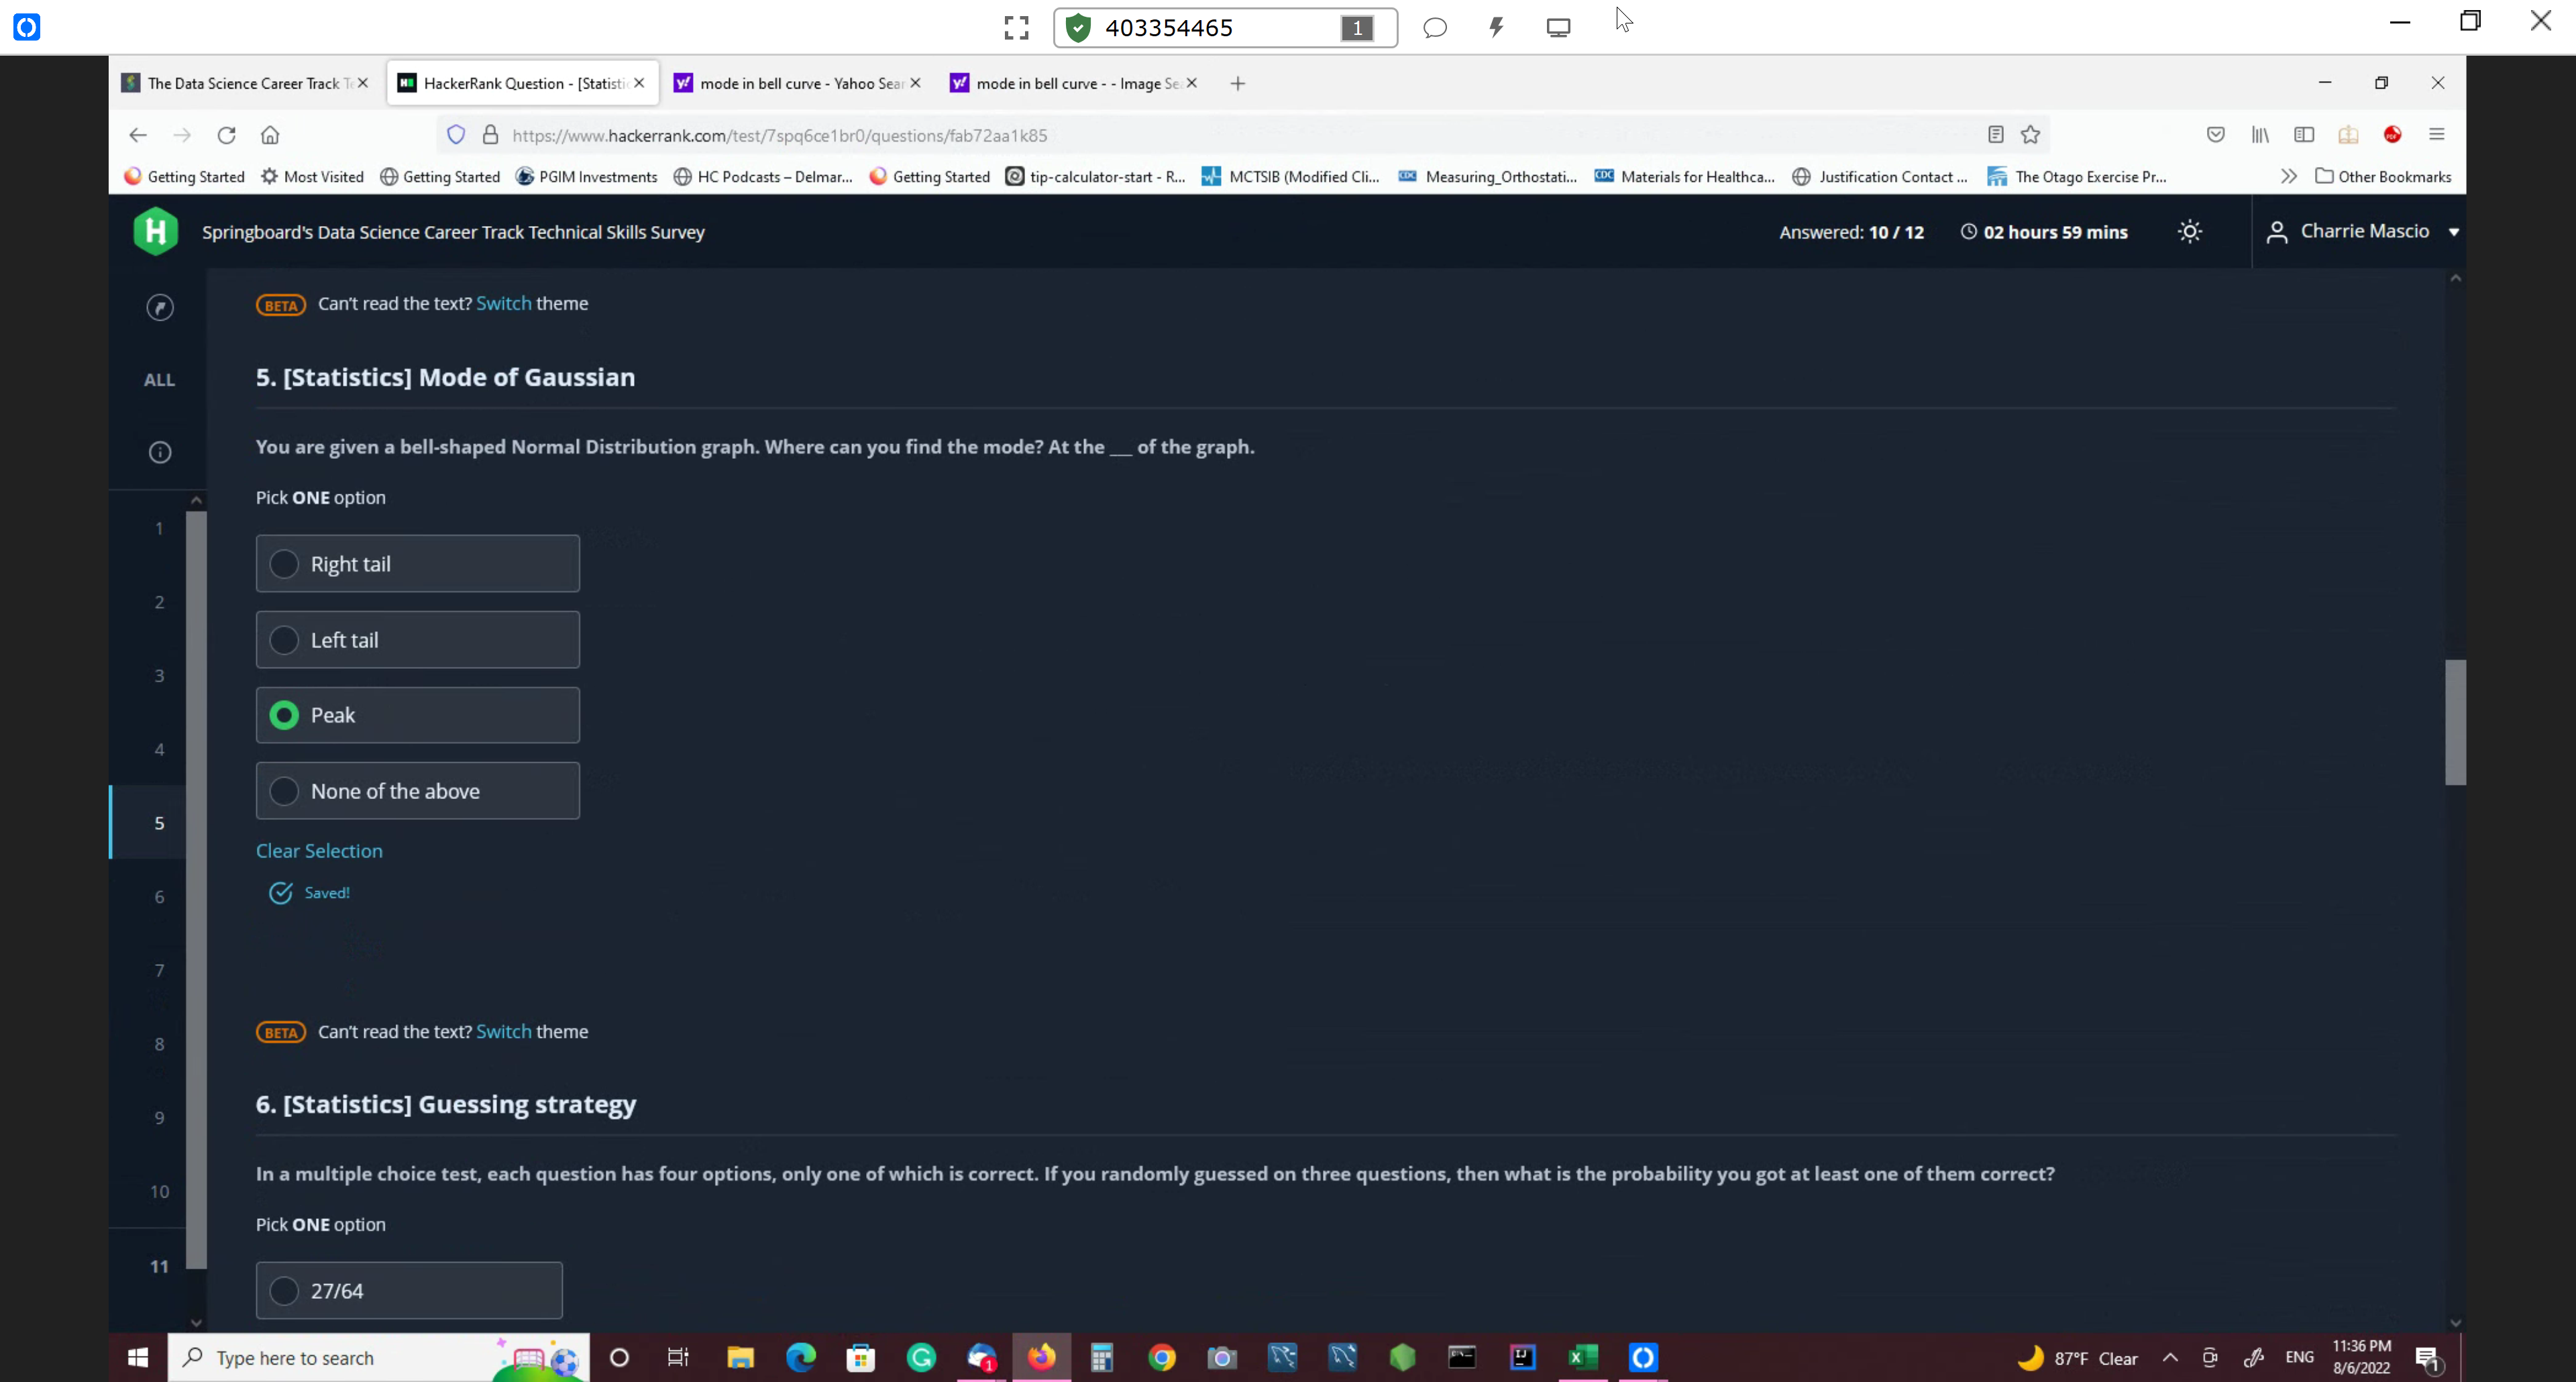 403354465
1
The Data Science Career Track Te
HackerRank Question - [Statistic
mode in bell curve - Yahoo Sear
mode in bell curve - - Image Se
https://www.hackerrank.com/test/7spq6ce1br0/questions/fab72aa1k85
Getting Started
Most Visited
Getting Started
PGIM Investments
HC Podcasts – Delmar...
Getting Started
tip-calculator-start - R...
MCTSIB (Modified Cli...
CDC
Measuring_Orthostati...
CDC
Materials for Healthca...
Justification Contact ...
The Otago Exercise Pr...
Other Bookmarks
H
Springboard's Data Science Career Track Technical Skills Survey
Answered: 10 / 12
02 hours 59 mins
Charrie Mascio
BETA Can't read the text? Switch theme
ALL
5. [Statistics] Mode of Gaussian
You are given a bell-shaped Normal Distribution graph. Where can you find the mode? At the ___ of the graph.
Pick ONE option
1
2
3
4
5
6
7
8
9
10
11
Right tail
Left tail
Peak
None of the above
Clear Selection
Saved!
BETA Can't read the text? Switch theme
6. [Statistics] Guessing strategy
In a multiple choice test, each question has four options, only one of which is correct. If you randomly guessed on three questions, then what is the probability you got at least one of them correct?
Pick ONE option
27/64
Type here to search
1
87°F Clear
ENG
11:36 PM
8/6/2022
1